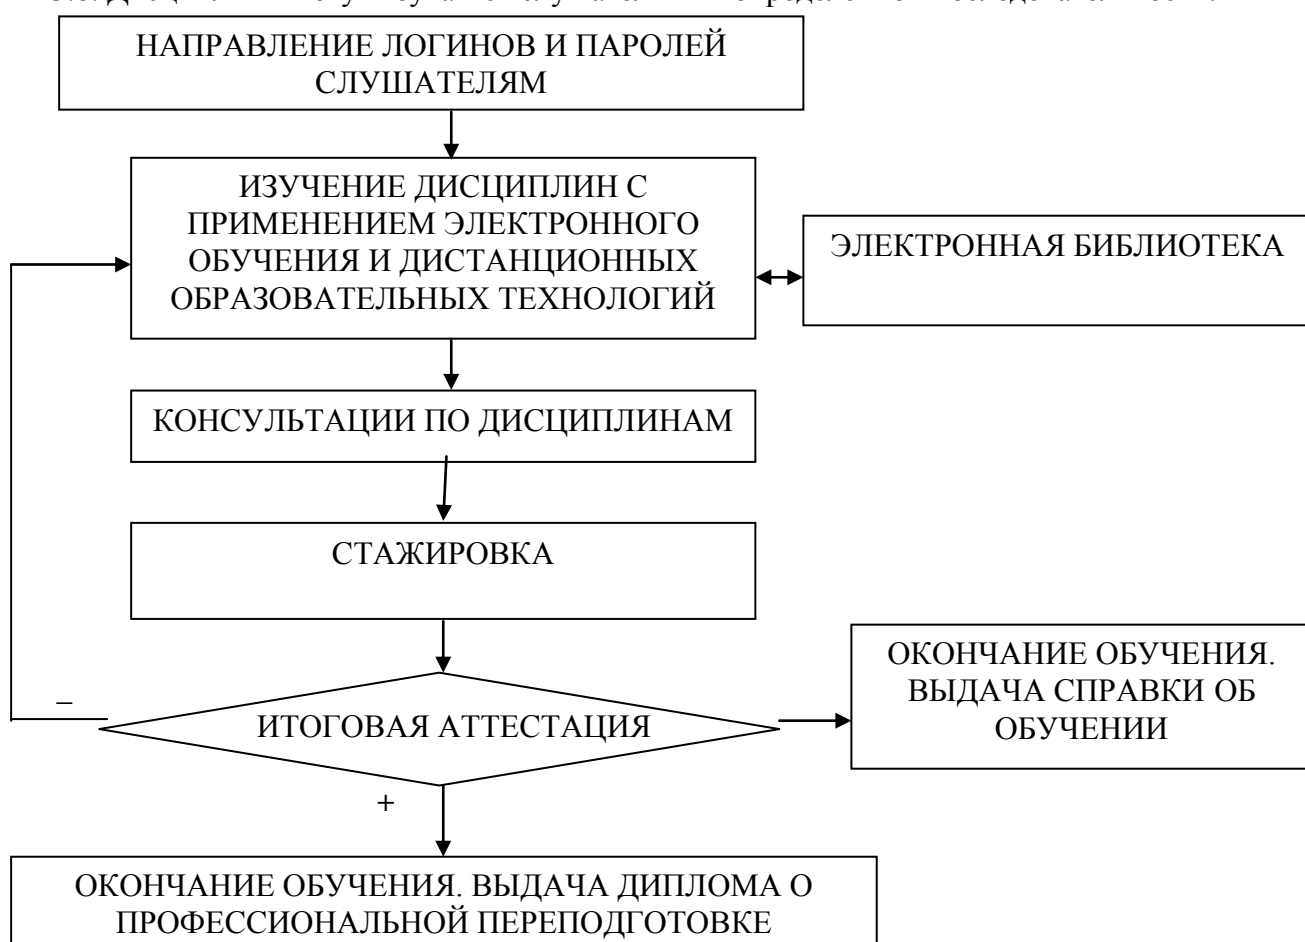 НАПРАВЛЕНИЕ ЛОГИНОВ И ПАРОЛЕЙ
СЛУШАТЕЛЯМ
ИЗУЧЕНИЕ ДИСЦИПЛИН С
ПРИМЕНЕНИЕМ ЭЛЕКТРОННОГО
ОБУЧЕНИЯ И ДИСТАНЦИОННЫХ
ОБРАЗОВАТЕЛЬНЫХ ТЕХНОЛОГИЙ
ЭЛЕКТРОННАЯ БИБЛИОТЕКА
КОНСУЛЬТАЦИИ ПО ДИСЦИПЛИНАМ
СТАЖИРОВКА
ИТОГОВАЯ АТТЕСТАЦИЯ
–
+
ОКОНЧАНИЕ ОБУЧЕНИЯ.
ВЫДАЧА СПРАВКИ ОБ
ОБУЧЕНИИ
ОКОНЧАНИЕ ОБУЧЕНИЯ. ВЫДАЧА ДИПЛОМА О
ПРОФЕССИОНАЛЬНОЙ ПЕРЕПОДГОТОВКЕ